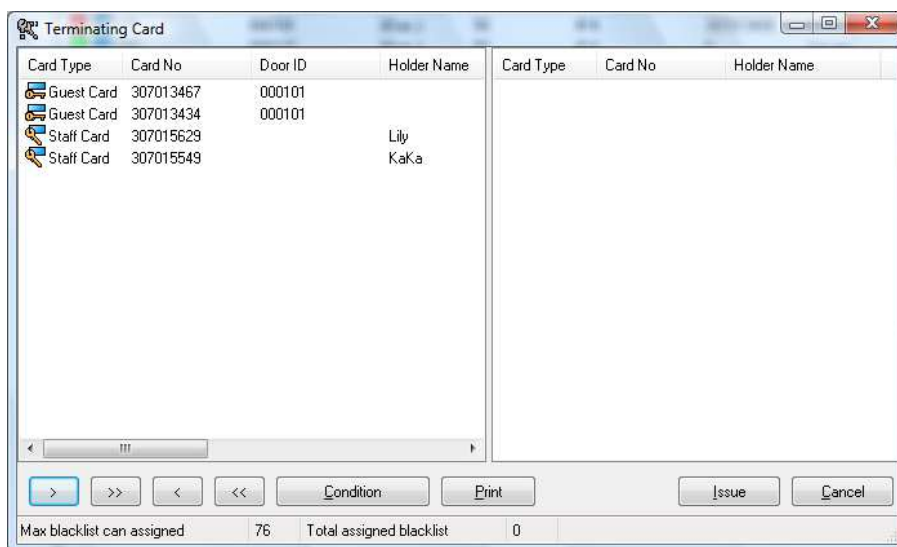 Terminating Card
Card Type Card No Door ID Holder Name Card Type Card No Holder Name
Guest Card 307013467 000101
Guest Card 307013434 000101
Staff Card 307015629 Lily
Staff Card 307015549 KaKa
> >> < << Condition Print Issue Cancel
Max blacklist can assigned 76 Total assigned blacklist 0